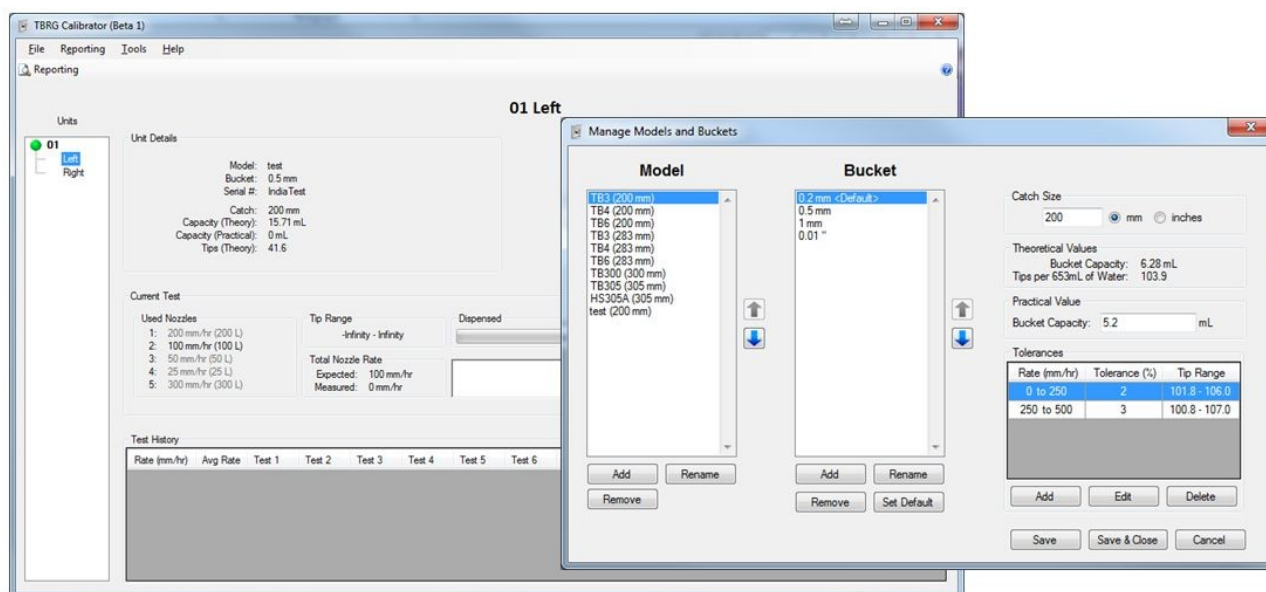 TBRG Calibrator (Beta 1)
File Reporting Tools Help
Reporting
01 Left
Units
01
Left
Right
Unit Details
Model: test
Bucket: 0.5 mm
Serial #: IndiaTest
Catch: 200 mm
Capacity (Theory): 15.71 mL
Capacity (Practical): 0 mL
Tips (Theory): 41.6
Current Test
Used Nozzles
1: 200 mm/hr (200 L)
2: 100 mm/hr (100 L)
3: 50 mm/hr (50 L)
4: 25 mm/hr (25 L)
5: 300 mm/hr (300 L)
Tip Range
-Infinity - Infinity
Total Nozzle Rate
Expected: 100 mm/hr
Measured: 0 mm/hr
Dispensed
Test History
Rate (mm/hr) Avg Rate Test 1 Test 2 Test 3 Test 4 Test 5 Test 6
Manage Models and Buckets
Model
TB3 (200 mm)
TB4 (200 mm)
TB6 (200 mm)
TB3 (283 mm)
TB4 (283 mm)
TB6 (283 mm)
TB300 (300 mm)
TB305 (305 mm)
HS305A (305 mm)
test (200 mm)
Add Rename
Remove
Bucket
0.2 mm <Default>
0.5 mm
1 mm
0.01 "
Add Rename
Remove Set Default
Catch Size
200 mm inches
Theoretical Values
Bucket Capacity: 6.28 mL
Tips per 653mL of Water: 103.9
Practical Value
Bucket Capacity: 5.2 mL
Tolerances
Rate (mm/hr) Tolerance (%) Tip Range
0 to 250 2 101.8 - 106.0
250 to 500 3 100.8 - 107.0
Add Edit Delete
Save Save & Close Cancel